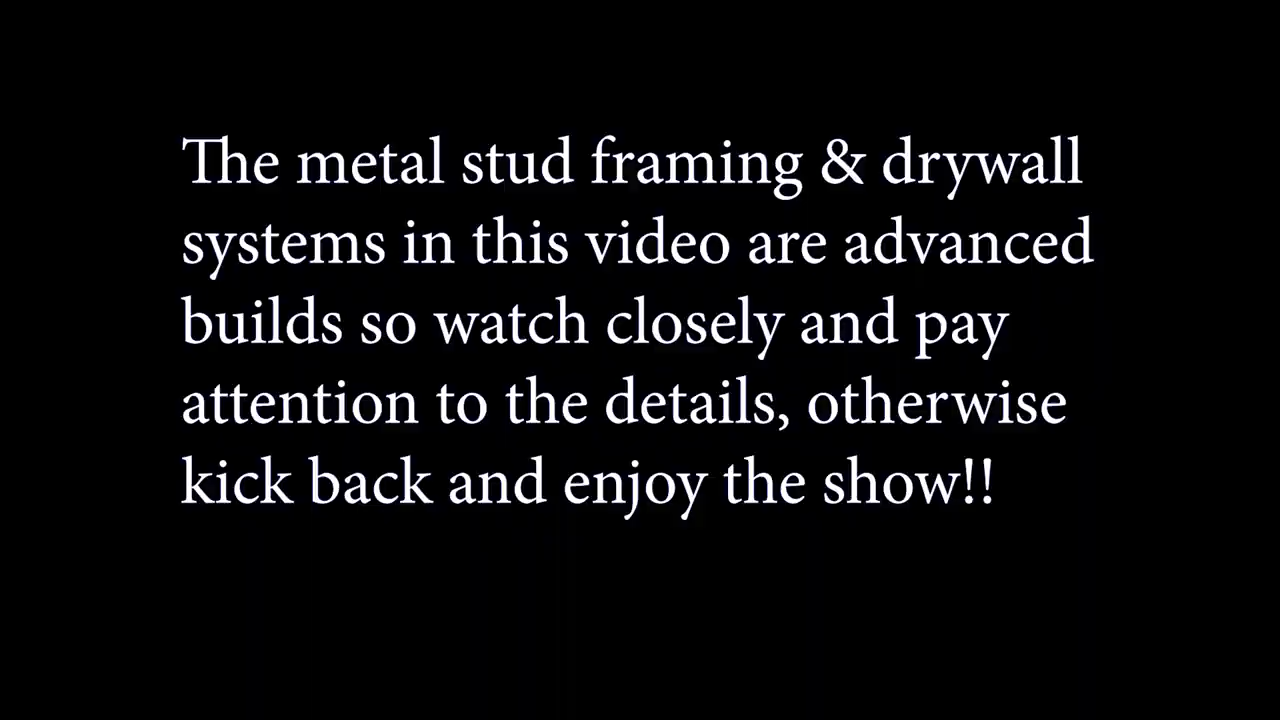 The metal stud framing & drywall
systems in this video are advanced
builds so watch closely and pay
attention to the details, otherwise
kick back and enjoy the show!!